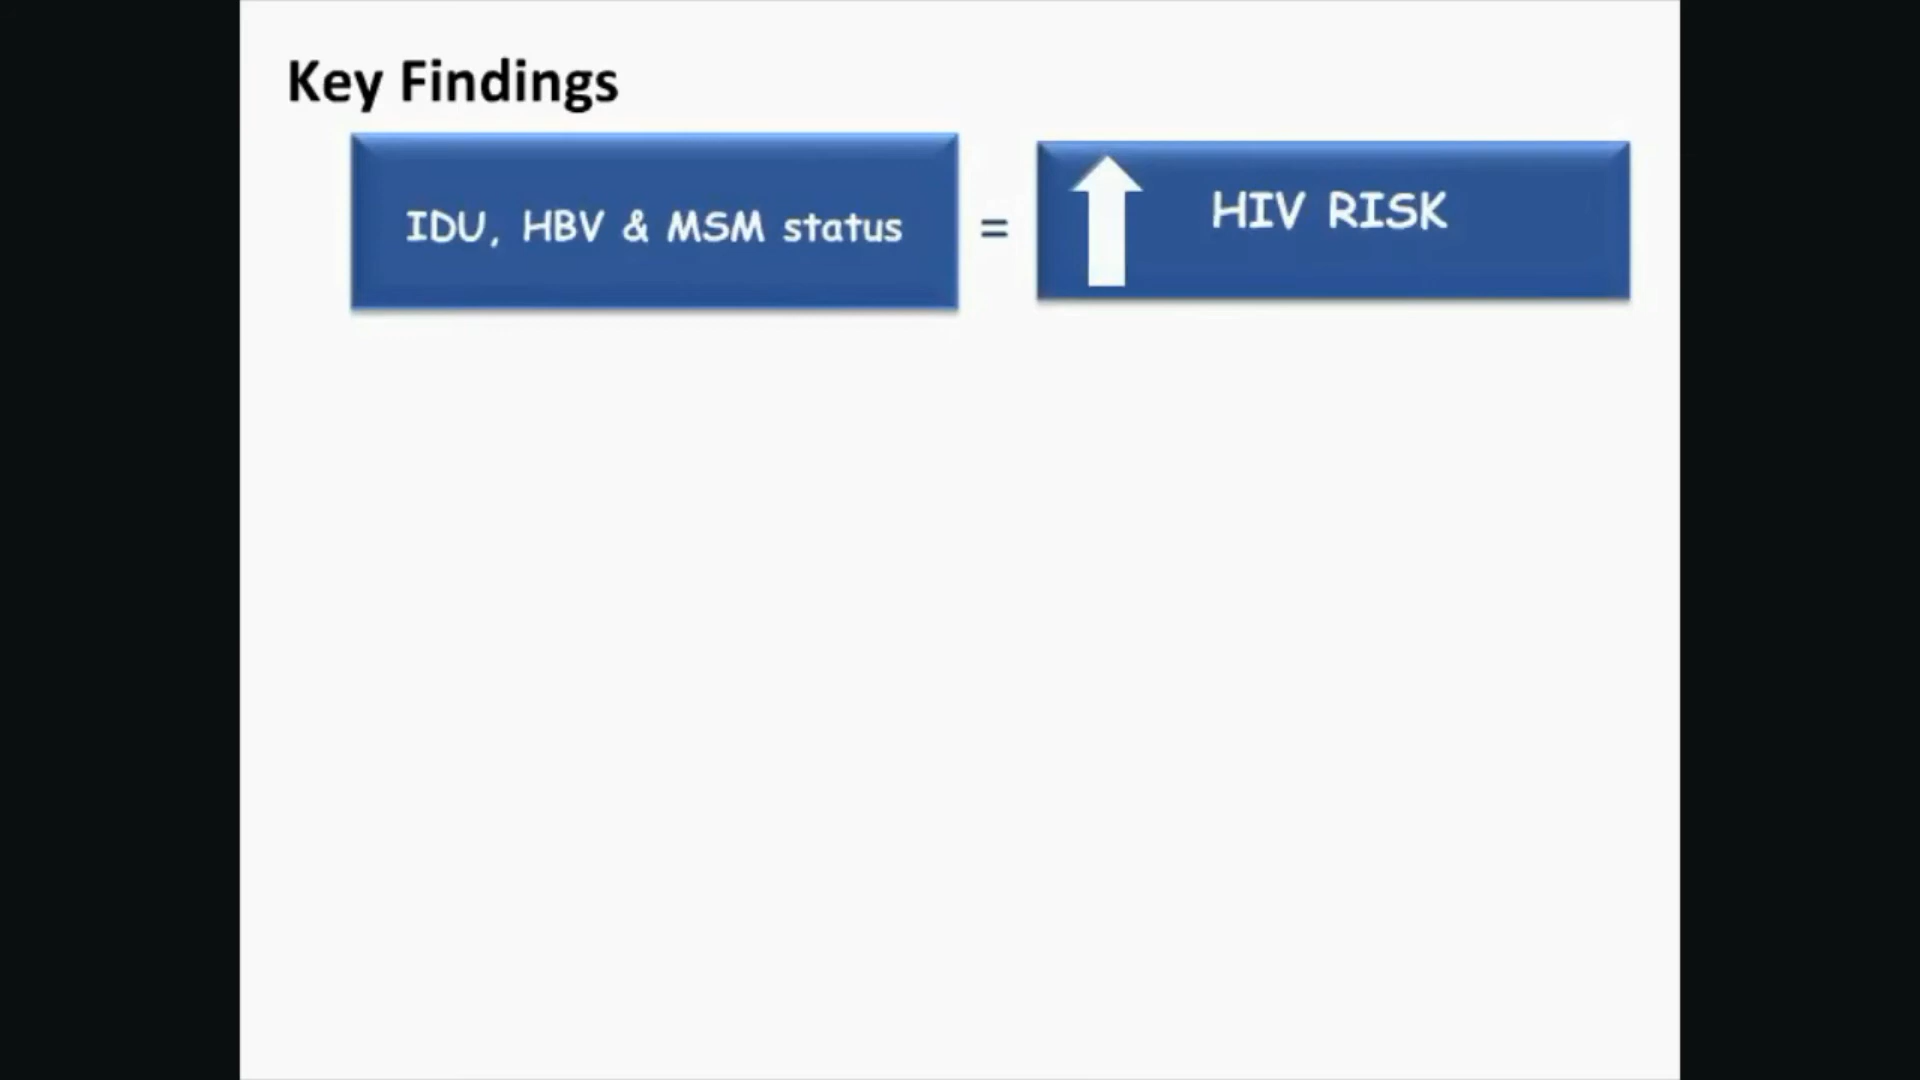 Key Findings
IDU, HBV & MSM status = HIV RISK